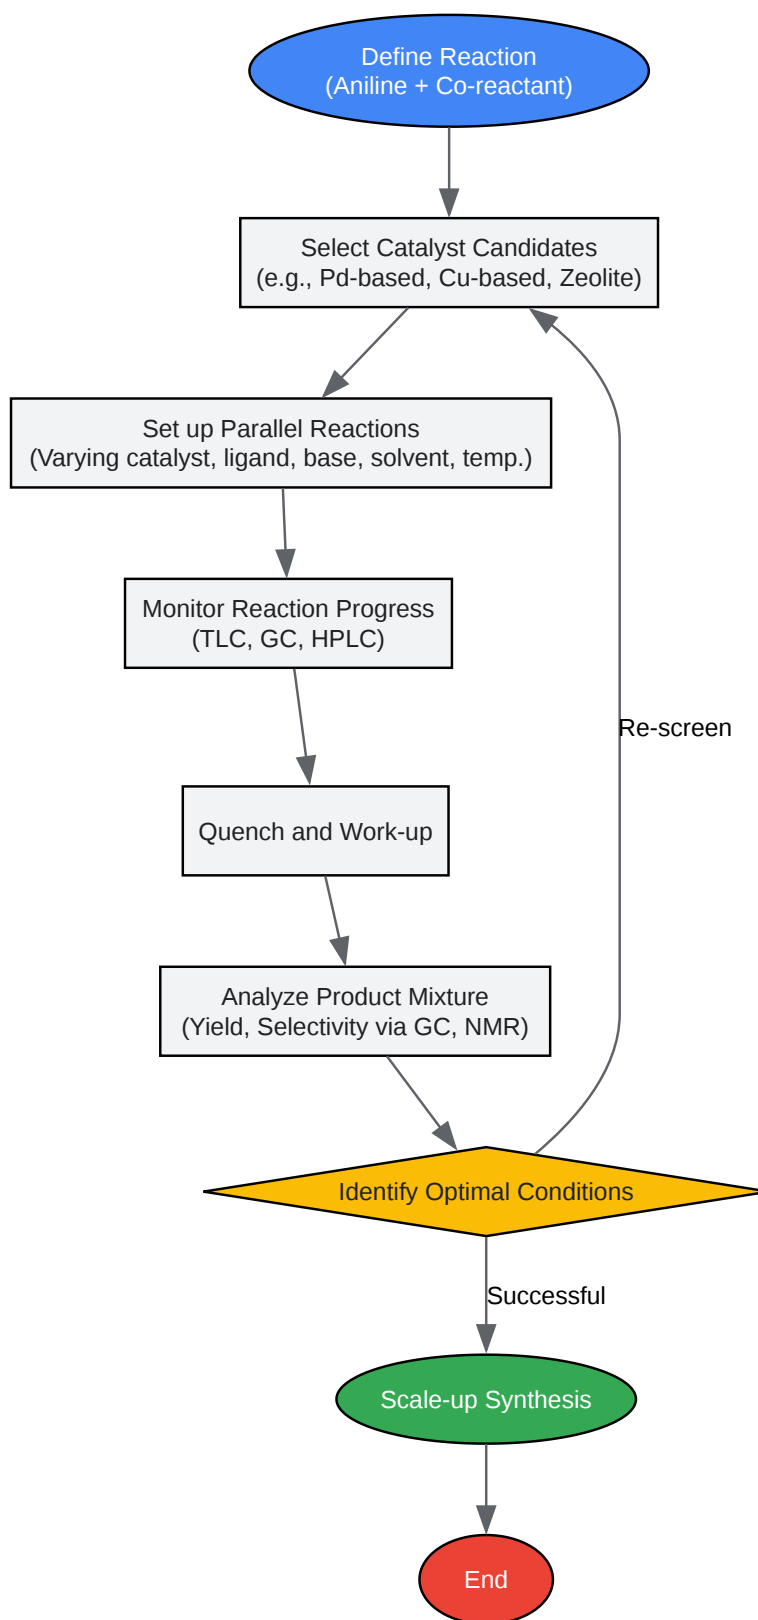 Define Reaction
(Aniline + Co-reactant)
Select Catalyst Candidates
(e.g., Pd-based, Cu-based, Zeolite)
Set up Parallel Reactions
(Varying catalyst, ligand, base, solvent, temp.)
Monitor Reaction Progress
(TLC, GC, HPLC)
Re-screen
Quench and Work-up
Analyze Product Mixture
(Yield, Selectivity via GC, NMR)
Identify Optimal Conditions
Successful
Scale-up Synthesis
End